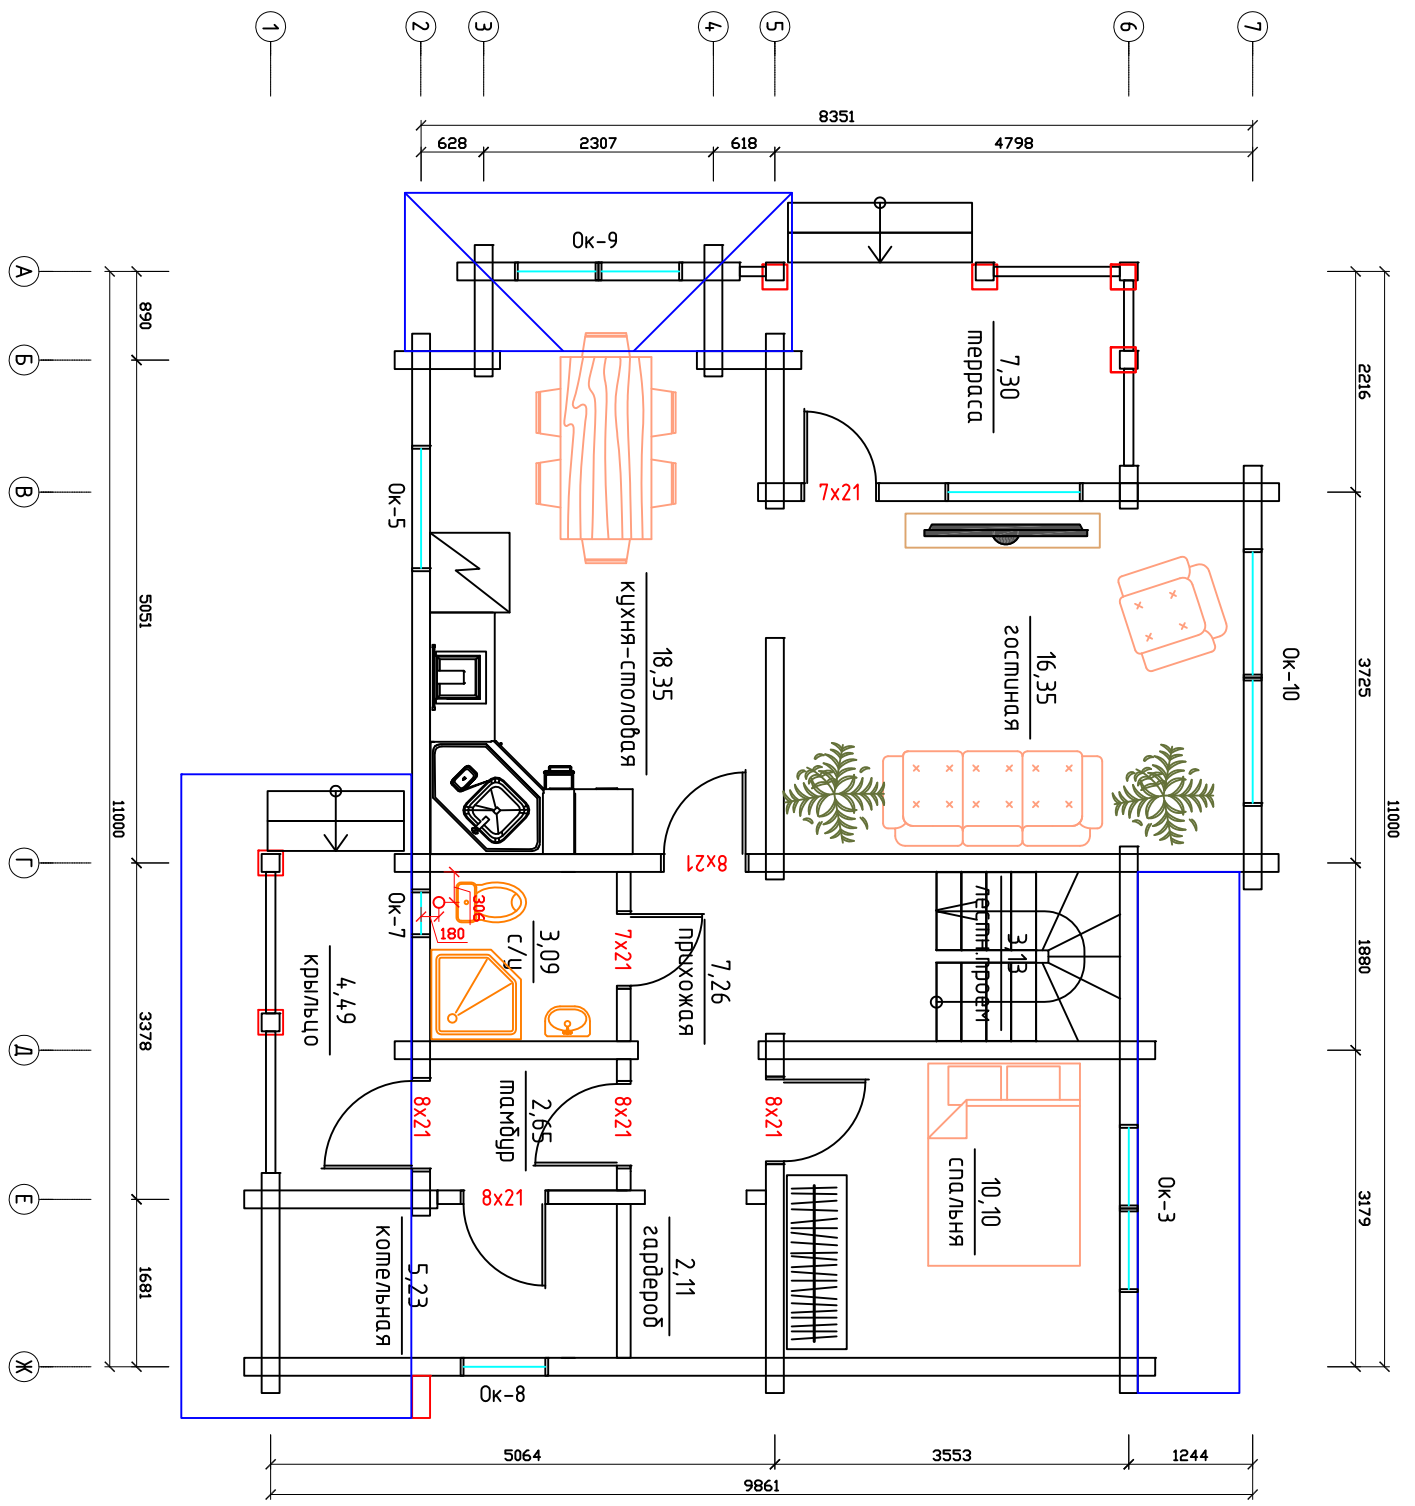 1
2
3
4
5
6
7
8351
628
2307
618
4798
А
Б
В
Г
Д
Е
Ж
890
5051
3378
1681
11000
11000
2216
3725
1880
3179
Ок-9
7,30
терраса
7х21
Ок-5
18,35
кухня-столовая
16,35
гостиная
Ок-10
8х21
Ок-7
306
180
3,09
с/у
7х21
7,26
прихожая
3,13
лестн.проем
4,49
крыльцо
8х21
2,65
тамбур
8х21
8х21
8х21
10,10
спальня
Ок-3
5,23
котельная
2,11
гардероб
Ок-8
5064
3553
1244
9861